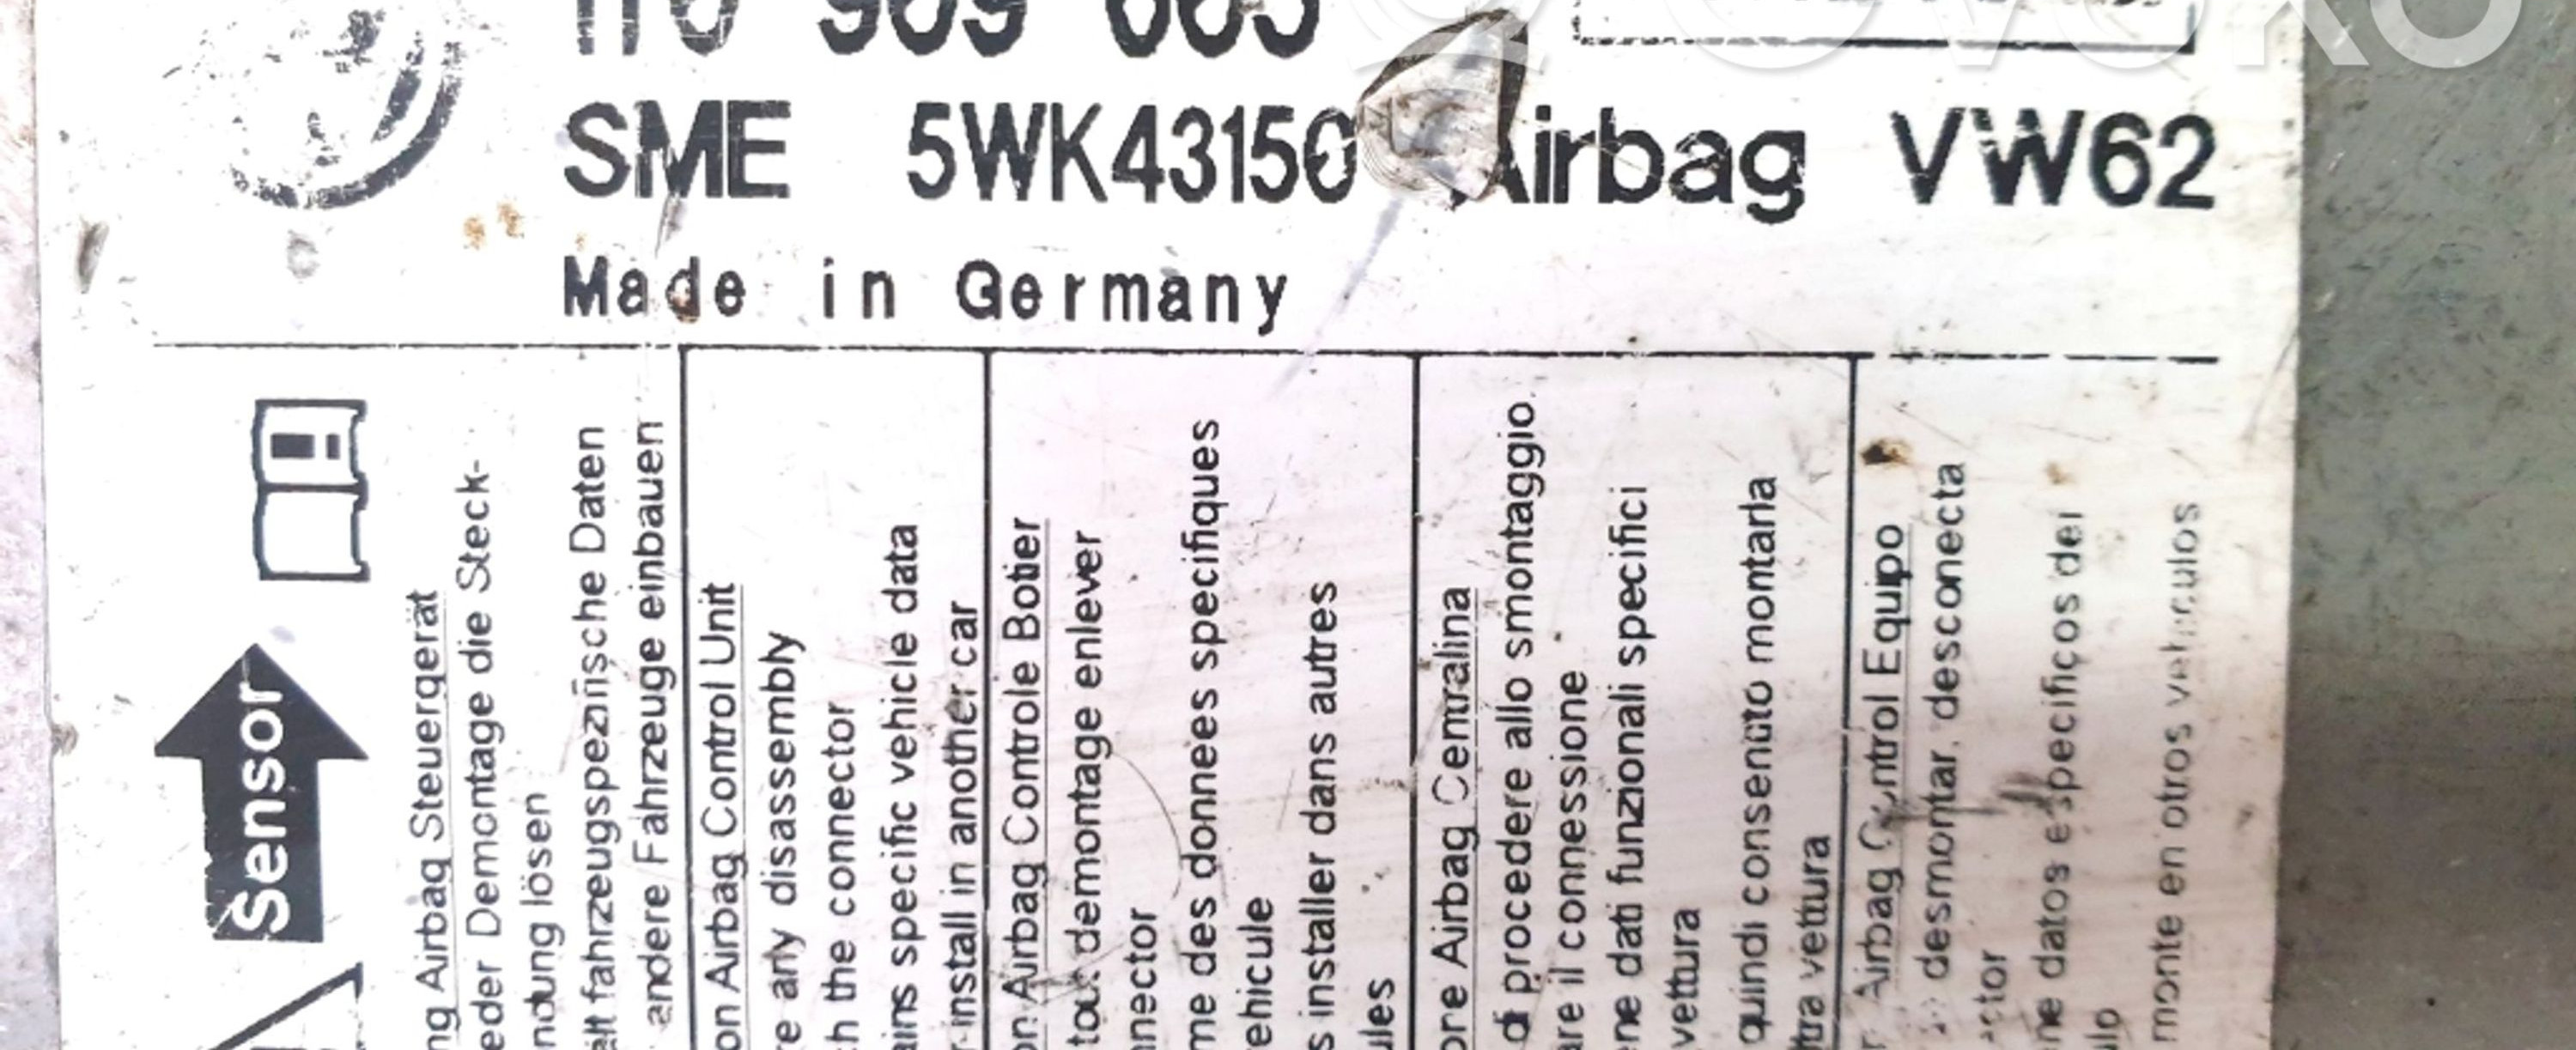 SME 5WK43150 Airbag VW62
Made in Germany
Sensor
Airbag Steuergerät
Demontage die Steck-
lösen
fahrzeugspezifische Daten
andere Fahrzeuge einbauen
Airbag Control Unit
any disassembly
the connector
specific vehicle data
install in another car
Airbag Controle Botier
tout demontage enlever
des donnees specifiques
installer dans autres
Airbag Centralina
di procedere allo smontaggio
il connessione
dati funzionali specifici
vettura
quindi consentito montarla
vettura
Airbag Control Equipo
desmontar, desconecta
datos especificos del
monte en otros vehiculos